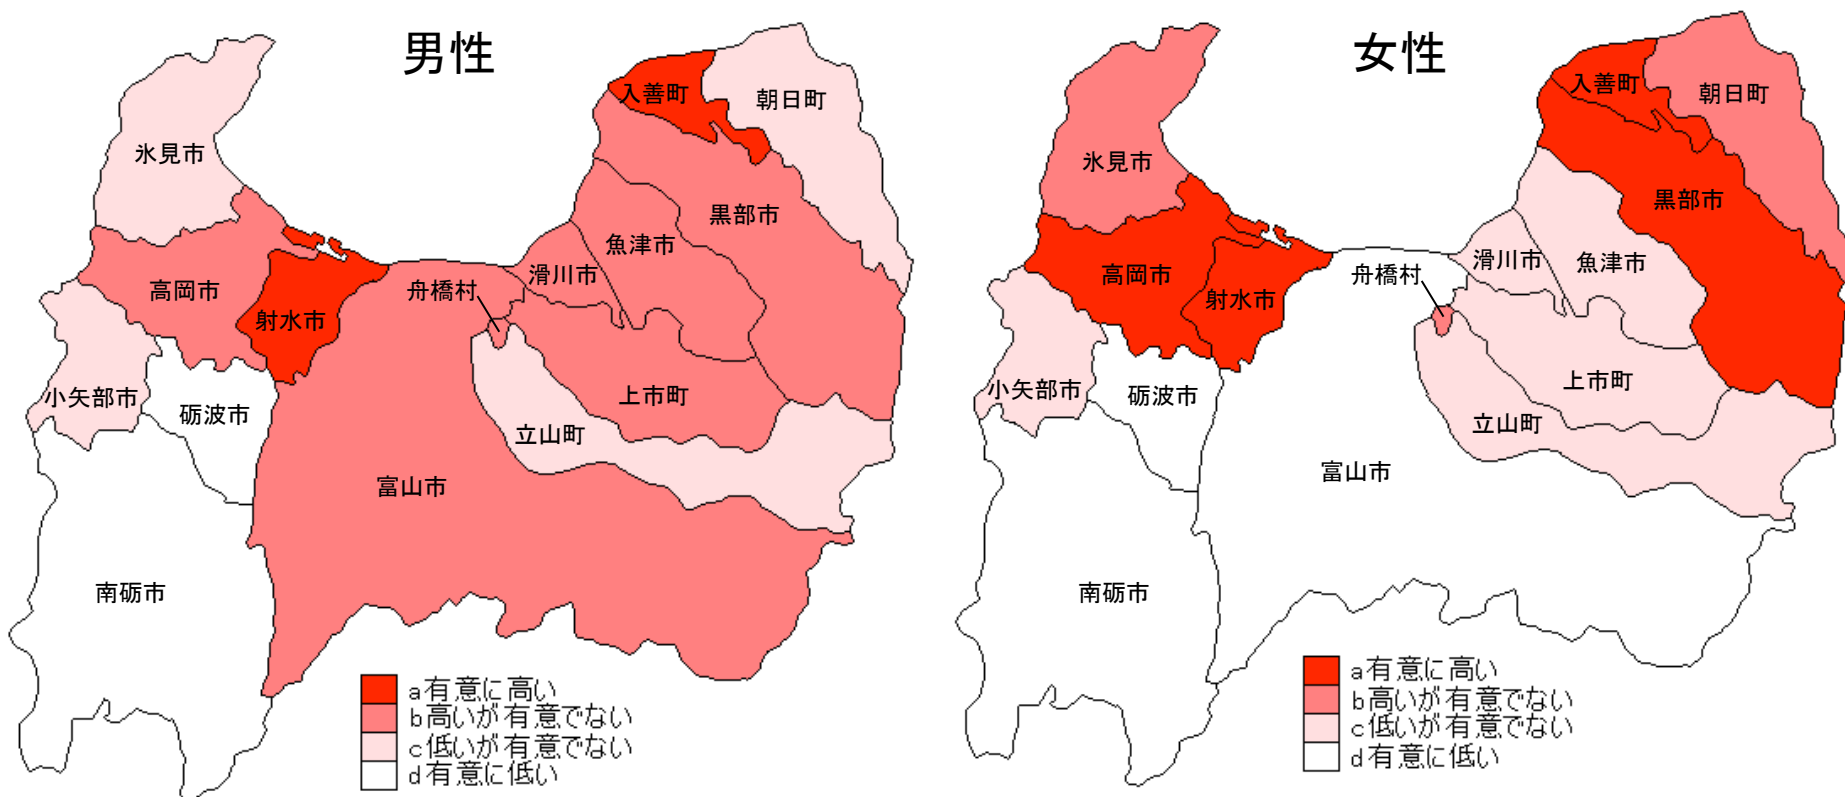 男性
入善町
朝日町
氷見市
黒部市
魚津市
滑川市
舟橋村
高岡市
射水市
小矢部市
砺波市
上市町
立山町
富山市
南砺市
a有意に高い
b高いが有意でない
c低いが有意でない
d有意に低い
女性
入善町
朝日町
氷見市
黒部市
滑川市
魚津市
舟橋村
高岡市
射水市
小矢部市
砺波市
上市町
立山町
富山市
南砺市
a有意に高い
b高いが有意でない
c低いが有意でない
d有意に低い